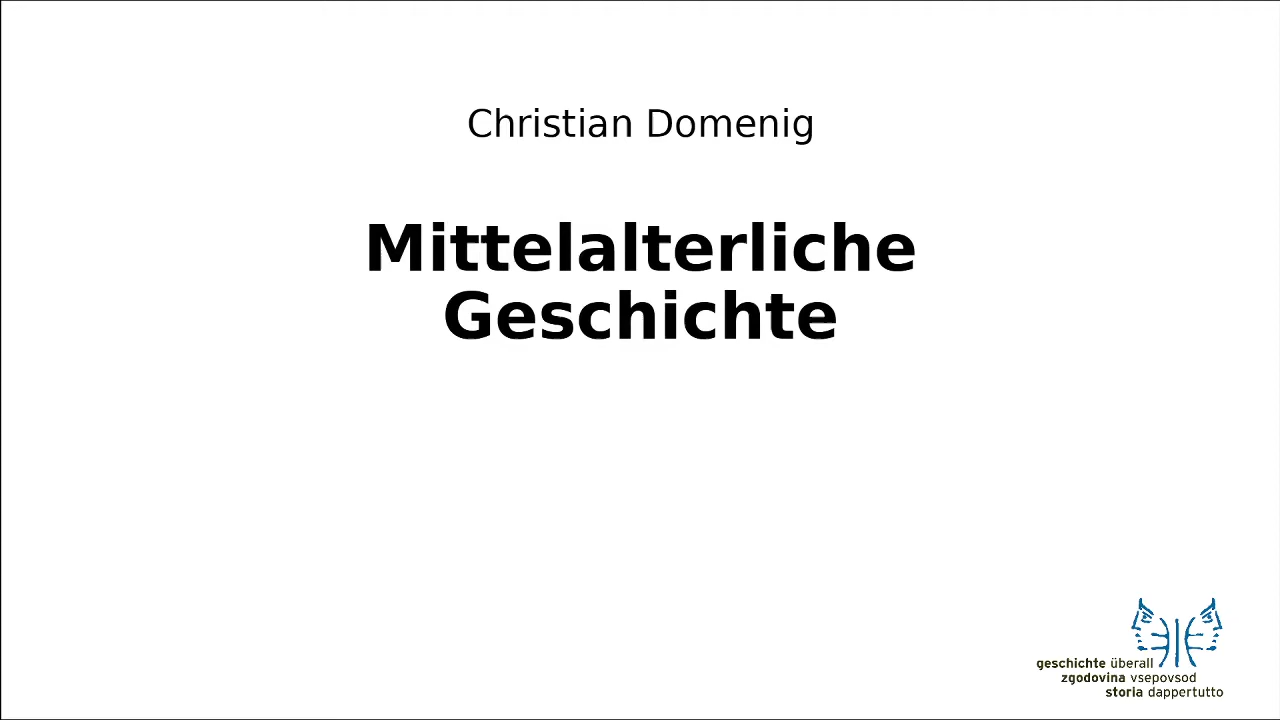 Christian Domenig
Mittelalterliche
Geschichte
geschichte überall
zgodovina vsepovsod
storia dappertutto